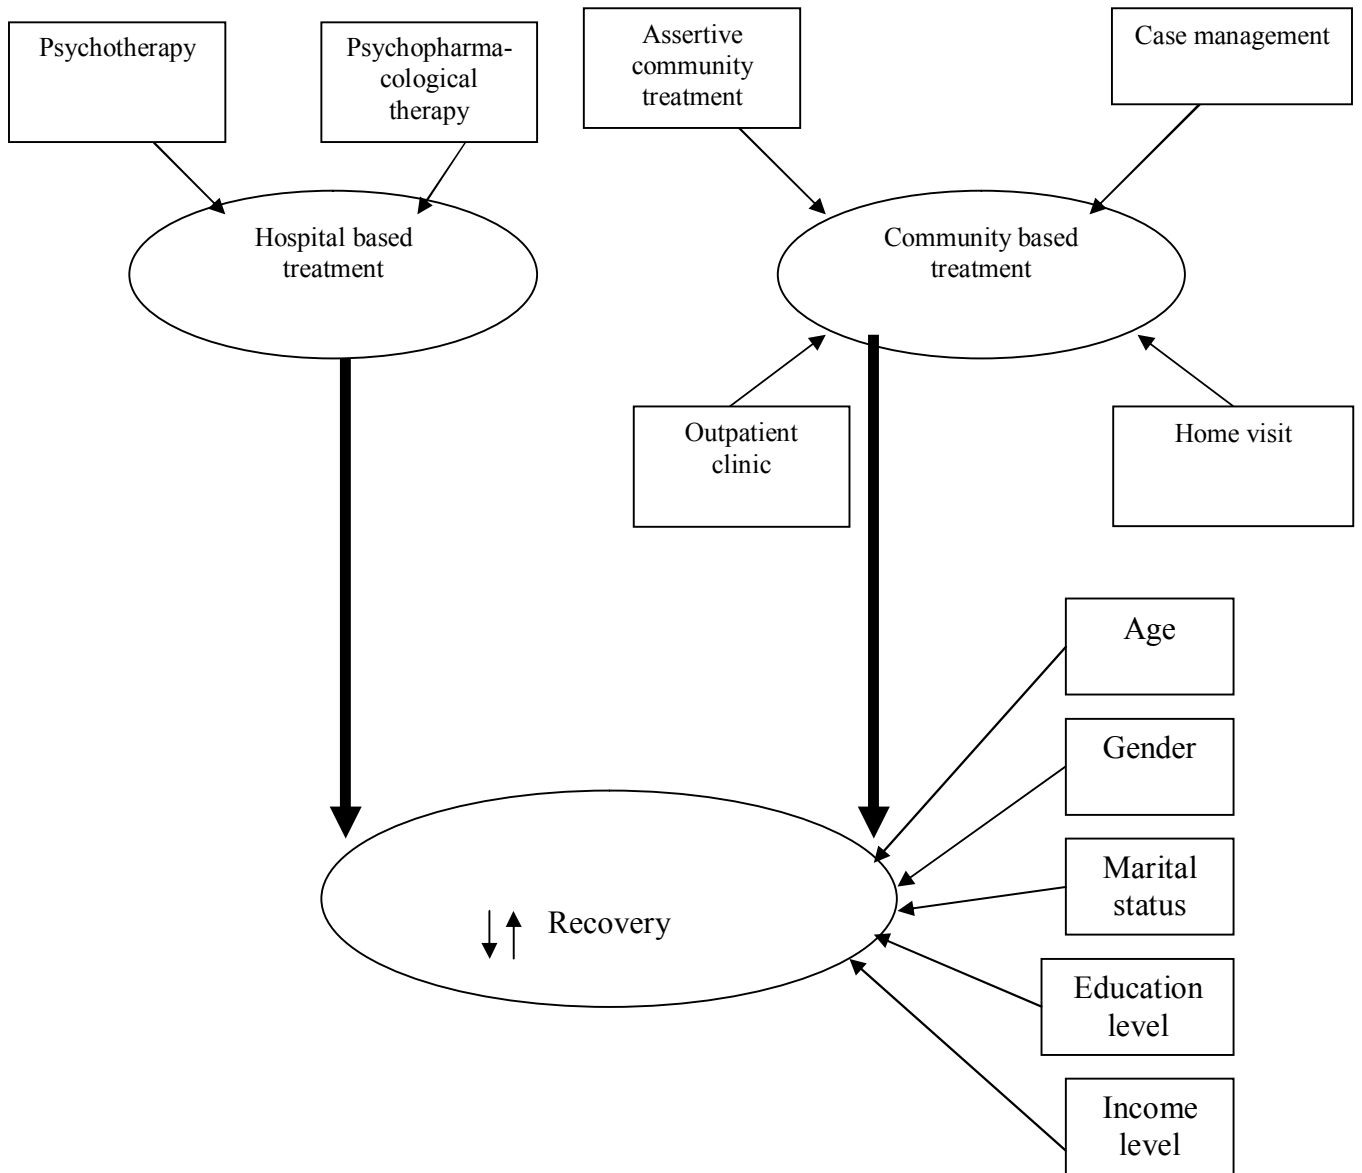 Psychotherapy
Psychopharma-
cological
therapy
Assertive
community
treatment
Case management
Hospital based
treatment
Community based
treatment
Outpatient
clinic
Home visit
Age
Gender
Marital
status
↓↑ Recovery
Education
level
Income
level